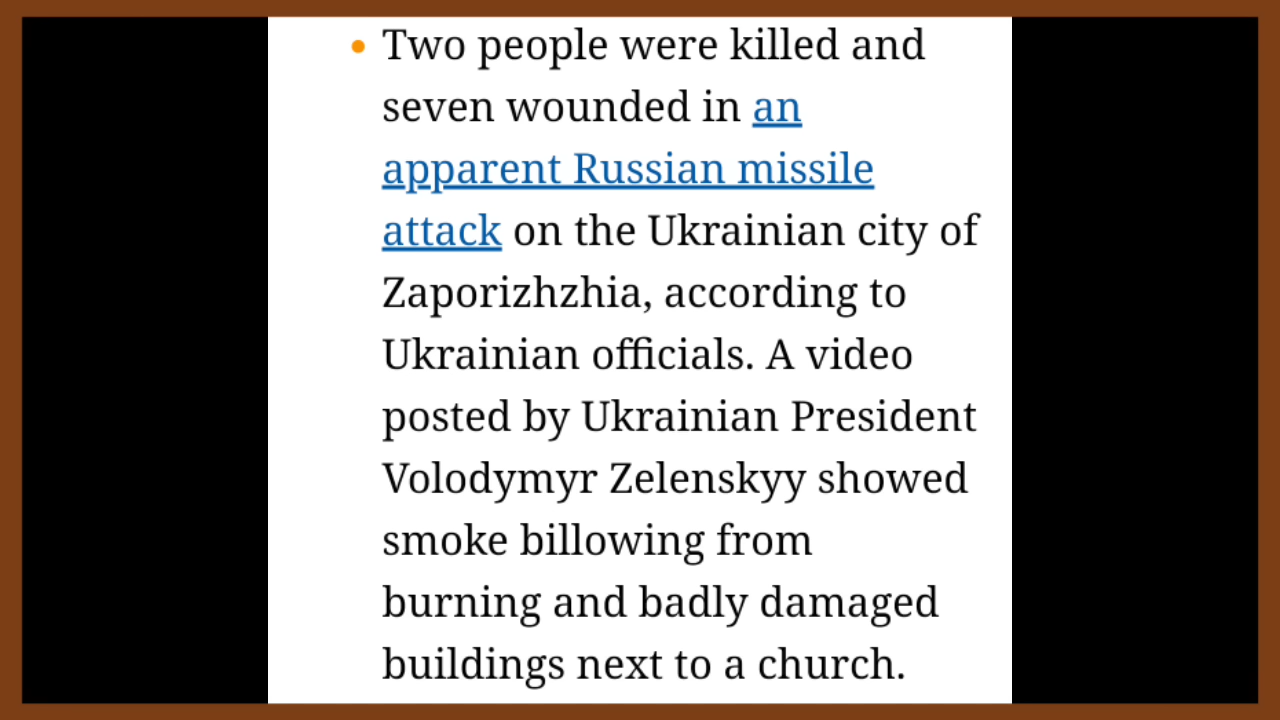 • Two people were killed and
seven wounded in an
apparent Russian missile
attack on the Ukrainian city of
Zaporizhzhia, according to
Ukrainian officials. A video
posted by Ukrainian President
Volodymyr Zelenskyy showed
smoke billowing from
burning and badly damaged
buildings next to a church.